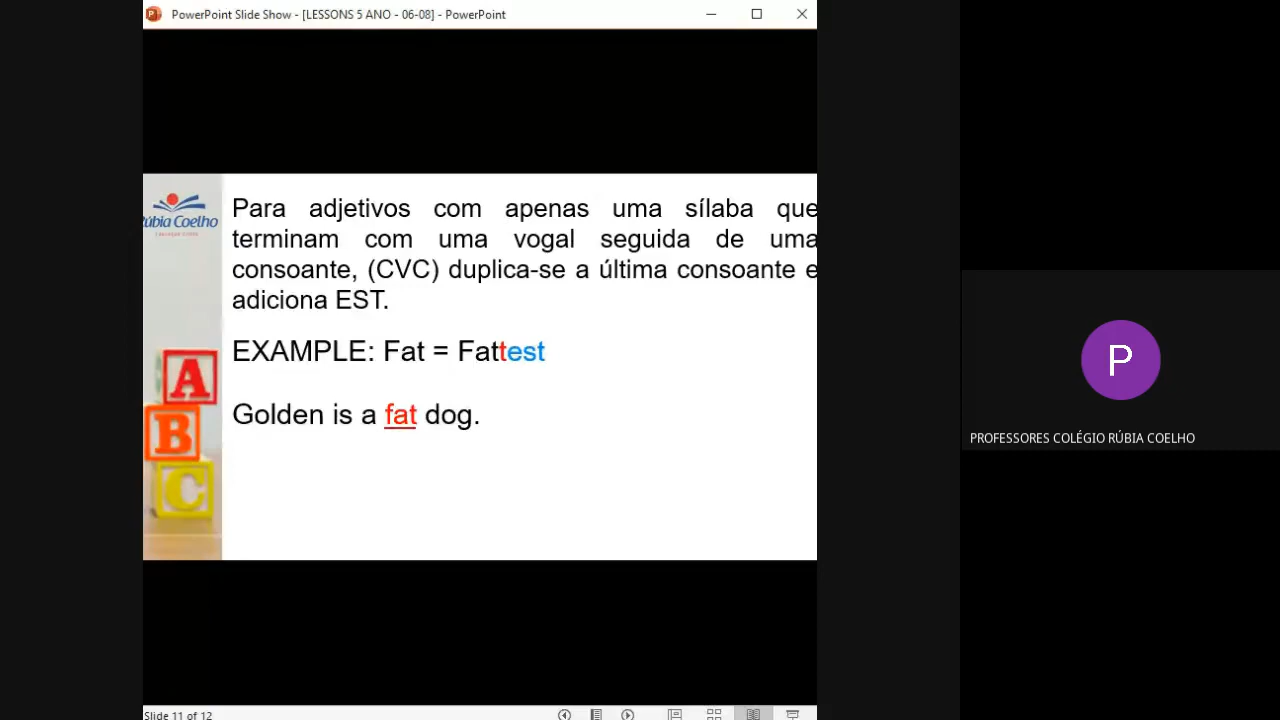 PowerPoint Slide Show - [LESSONS 5 ANO - 06-08] - PowerPoint
Rúbia Coelho
Para adjetivos com apenas uma sílaba que
terminam com uma vogal seguida de uma
consoante, (CVC) duplica-se a última consoante e
adiciona EST.
EXAMPLE: Fat = Fattest
Golden is a fat dog.
A
B
C
P
PROFESSORES COLÉGIO RÚBIA COELHO
Slide 11 of 12